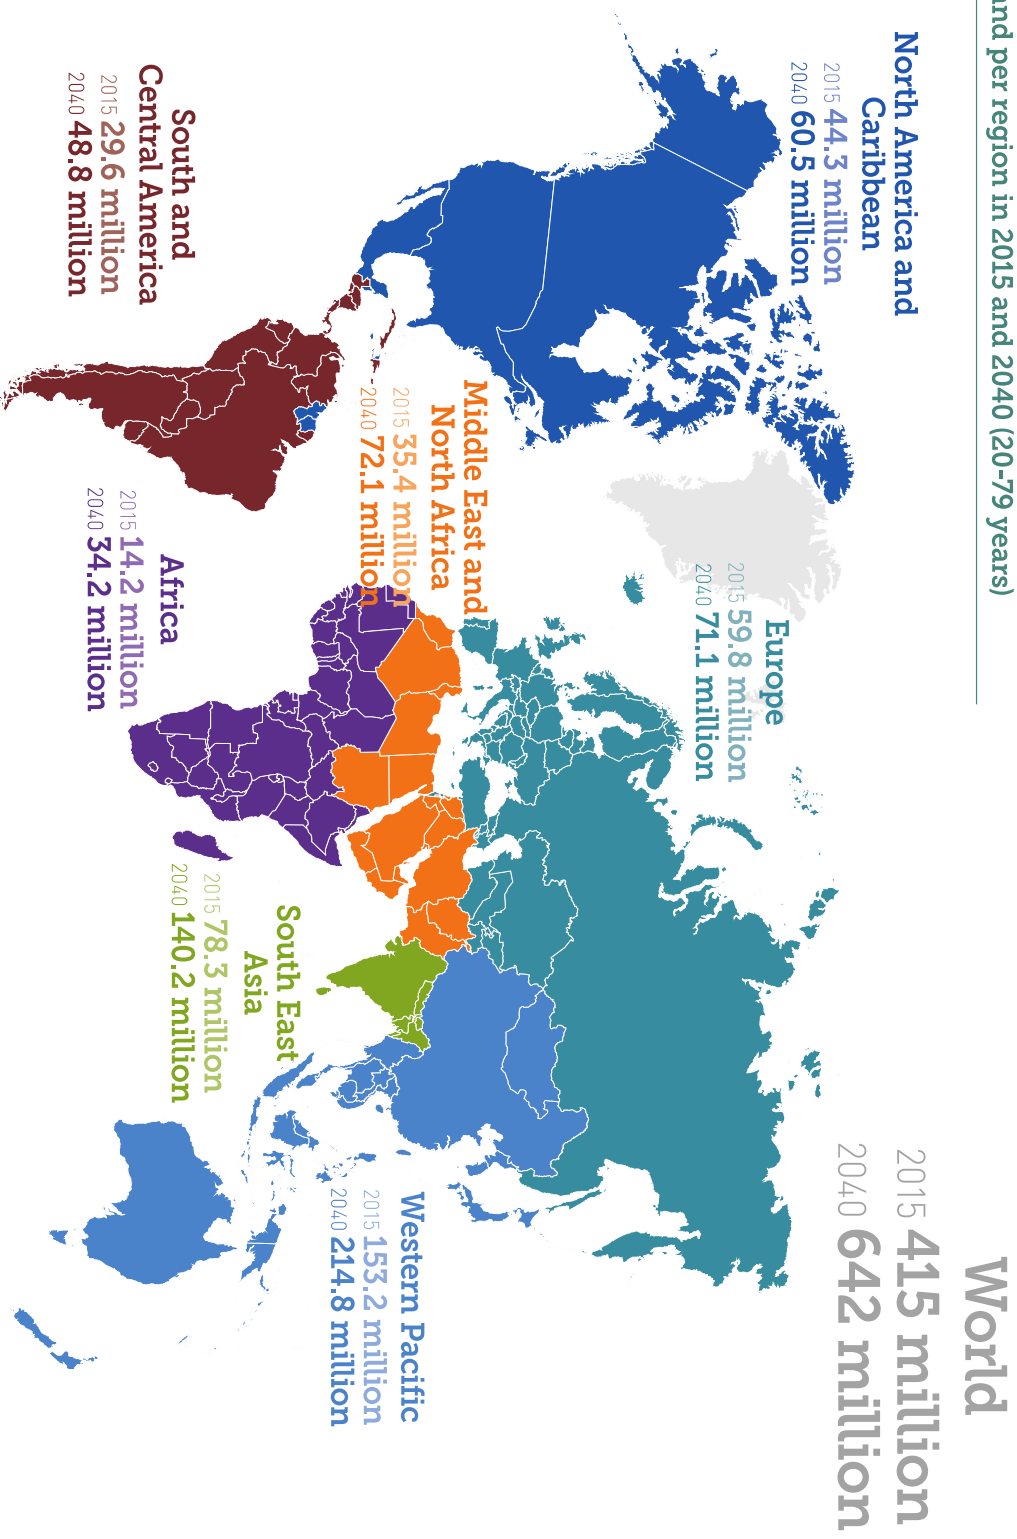 and per region in 2015 and 2040 (20-79 years)
World
2015 415 million
2040 642 million
North America and
Caribbean
2015 44.3 million
2040 60.5 million
Europe
2015 59.8 million
2040 71.1 million
Middle East and
North Africa
2015 35.4 million
2040 72.1 million
Western Pacific
2015 153.2 million
2040 214.8 million
South East
Asia
2015 78.3 million
2040 140.2 million
South and
Central America
2015 29.6 million
2040 48.8 million
Africa
2015 14.2 million
2040 34.2 million